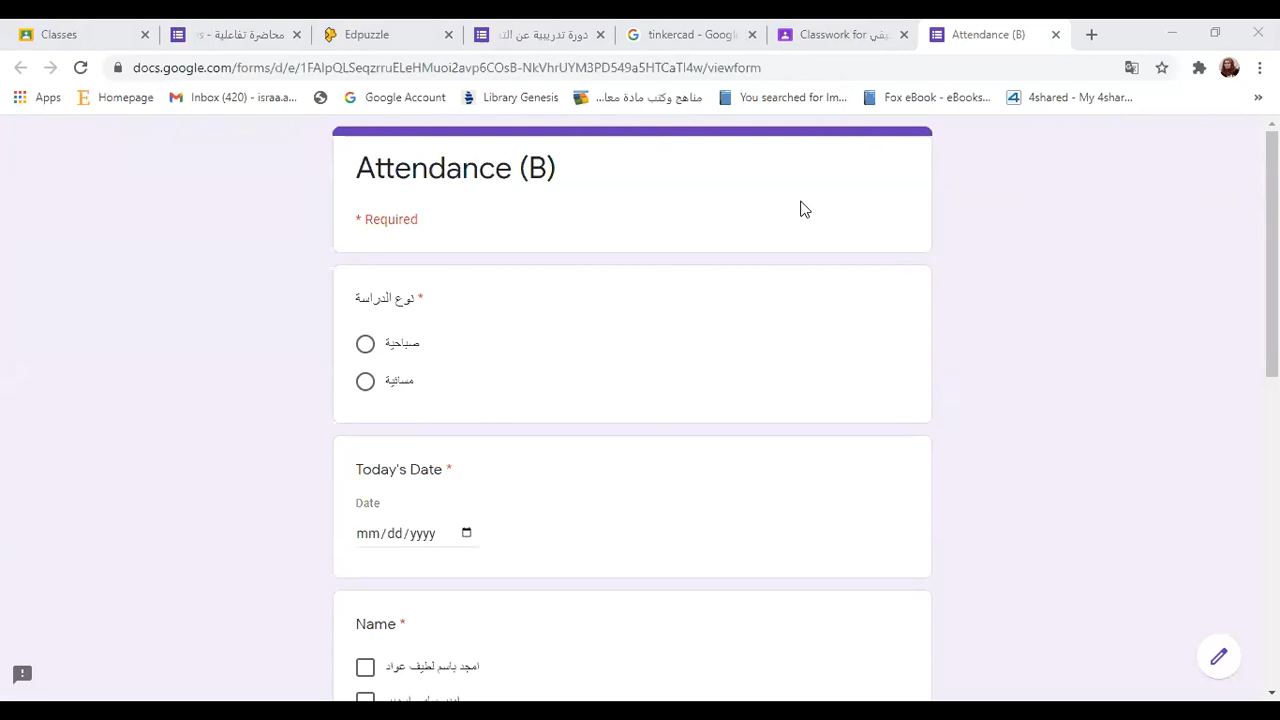 Classes
محاضرة تفاعلية - s
Edpuzzle
دورة تدريبية عن الت
tinkercad - Googl
Classwork for
Attendance (B)
docs.google.com/forms/d/e/1FAIpQLSeqzrruELeHMuoi2avp6COsB-NkVhrUYM3PD549a5HTCaTl4w/viewform
Apps
Homepage
Inbox (420) - israa.a...
Google Account
Library Genesis
مناهج وكتب مادة معا...
You searched for Im...
Fox eBook - eBooks...
4shared - My 4shar...
»
Attendance (B)
* Required
نوع الدراسة *
صباحية
مسائية
Today's Date *
Date
mm/dd/yyyy
Name *
امجد باسم لطيف عواد